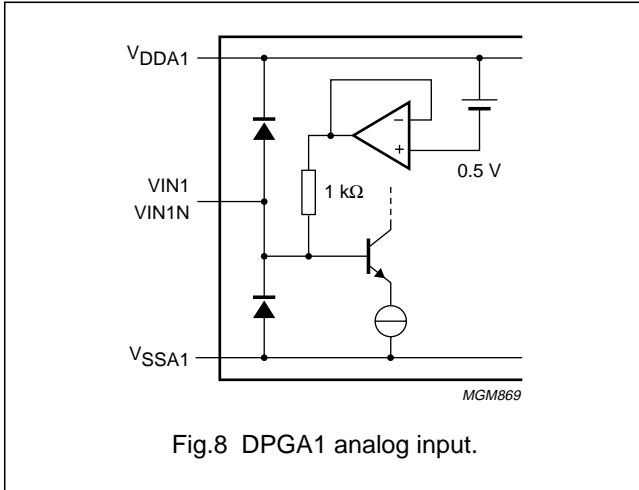 VDDA1
−
+
0.5 V
VIN1
VIN1N
1 kΩ
VSSA1
MGM869
Fig.8 DPGA1 analog input.